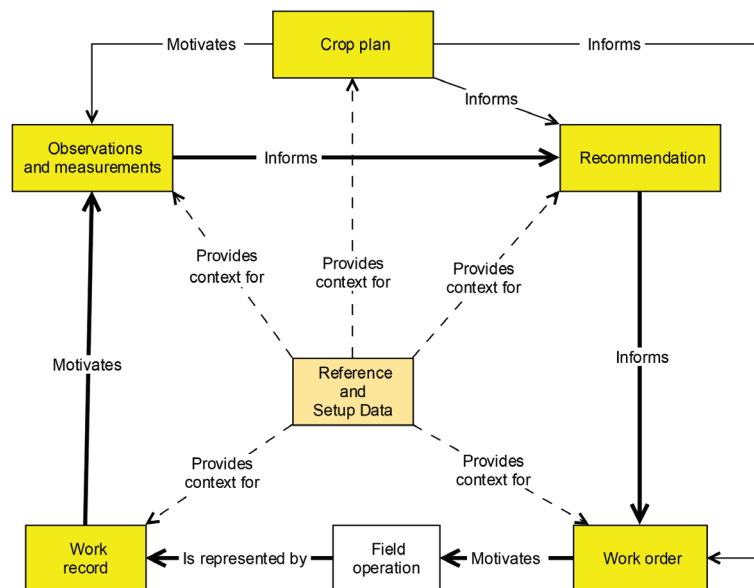 Motivates
Crop plan
Informs
Informs
Observations
and measurements
Informs
Recommendation
Provides
context for
Provides
context for
Provides
context for
Motivates
Reference
and
Setup Data
Informs
Provides
context for
Provides
context for
Work
record
Is represented by
Field
operation
Motivates
Work order